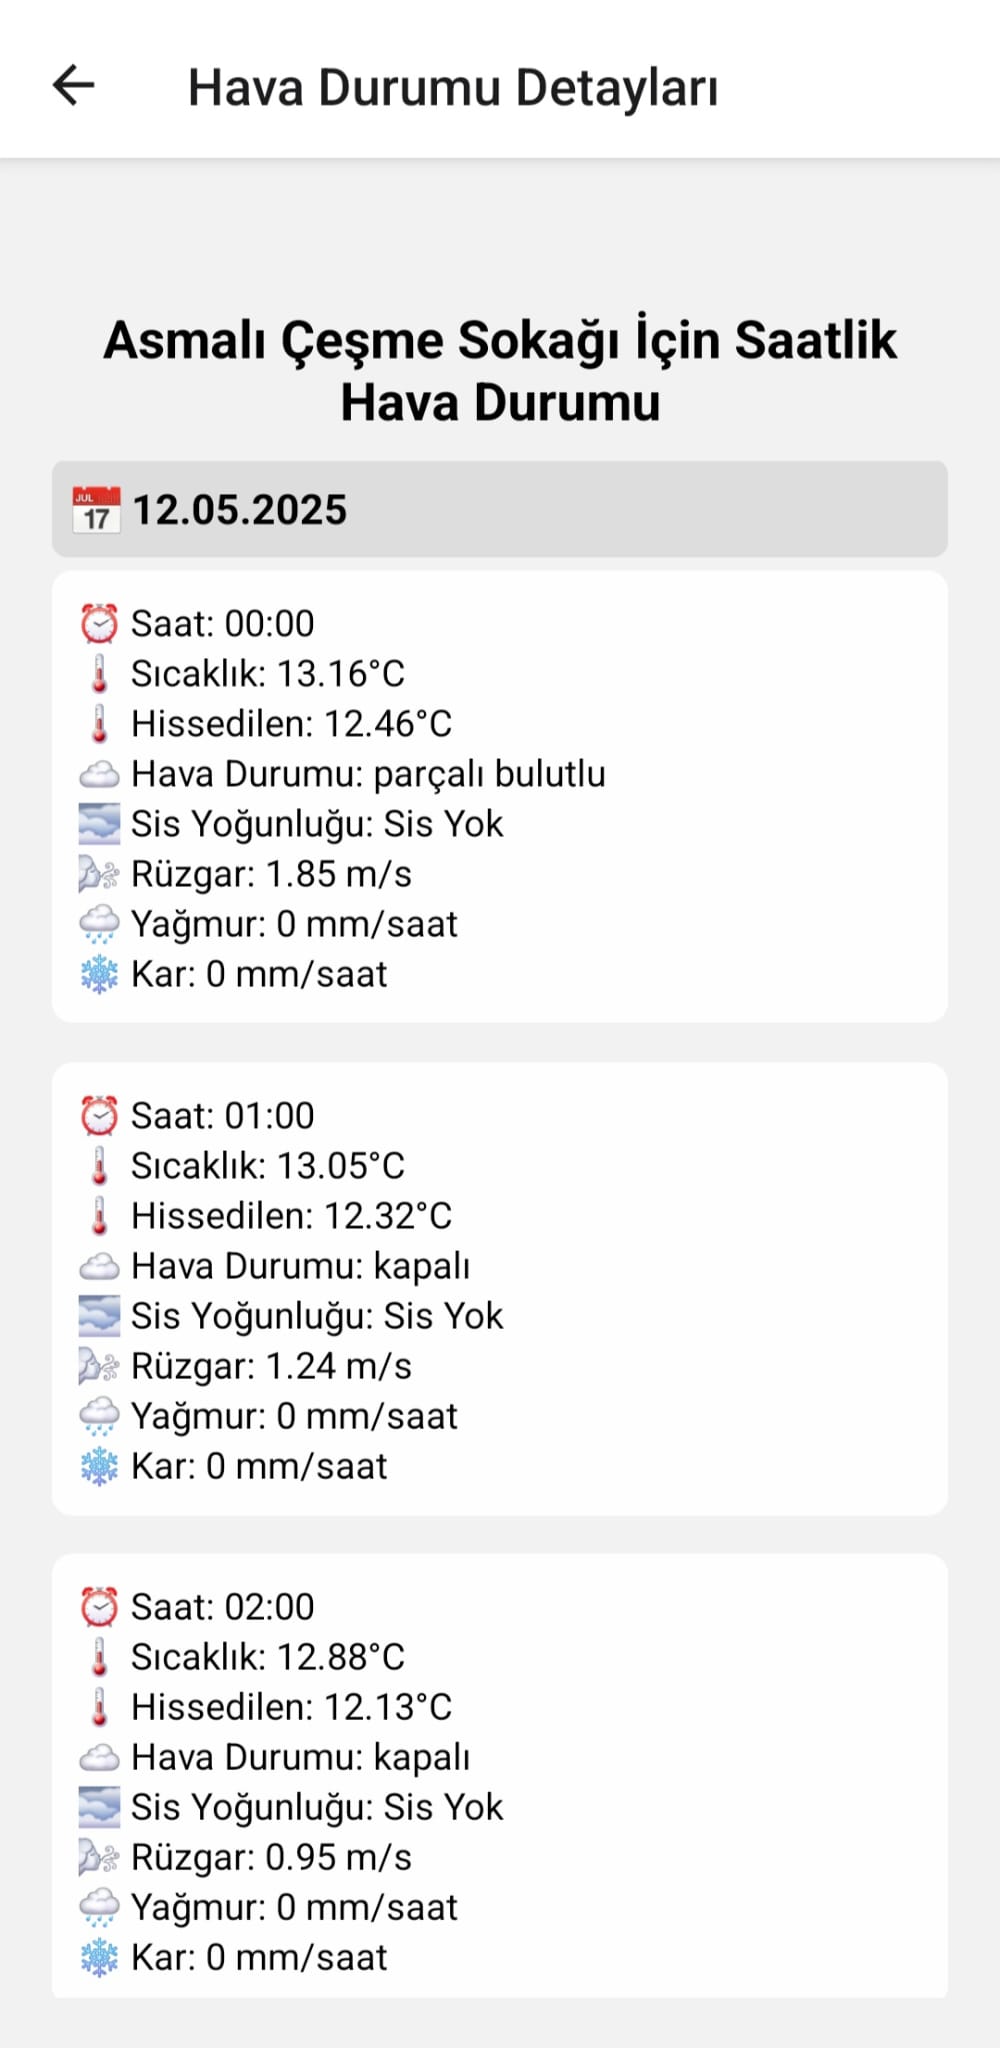 Hava Durumu Detayları
Asmalı Çeşme Sokağı İçin Saatlik
Hava Durumu
JUL
17
12.05.2025
Saat: 00:00
Sıcaklık: 13.16°C
Hissedilen: 12.46°C
Hava Durumu: parçalı bulutlu
Sis Yoğunluğu: Sis Yok
Rüzgar: 1.85 m/s
Yağmur: 0 mm/saat
Kar: 0 mm/saat
Saat: 01:00
Sıcaklık: 13.05°C
Hissedilen: 12.32°C
Hava Durumu: kapalı
Sis Yoğunluğu: Sis Yok
Rüzgar: 1.24 m/s
Yağmur: 0 mm/saat
Kar: 0 mm/saat
Saat: 02:00
Sıcaklık: 12.88°C
Hissedilen: 12.13°C
Hava Durumu: kapalı
Sis Yoğunluğu: Sis Yok
Rüzgar: 0.95 m/s
Yağmur: 0 mm/saat
Kar: 0 mm/saat